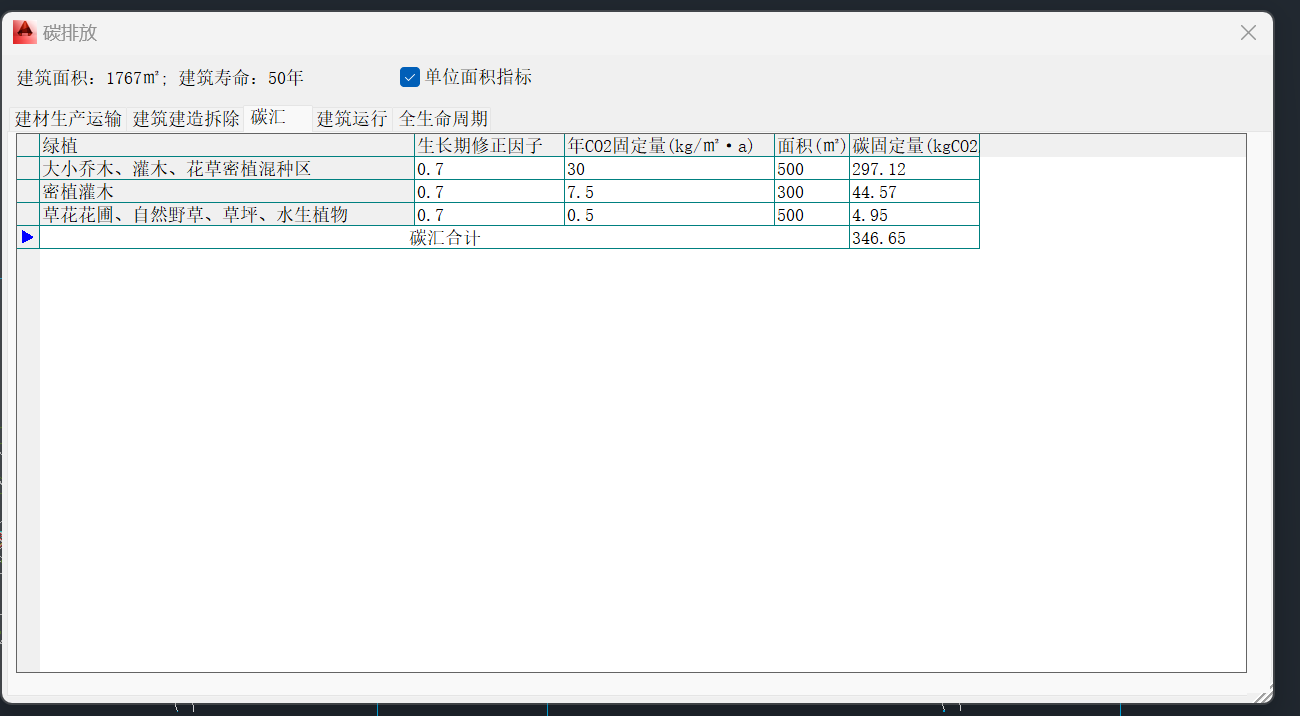 碳排放
建筑面积: 1767㎡; 建筑寿命: 50年 单位面积指标
建材生产运输 建筑建造拆除 碳汇 建筑运行 全生命周期
绿植 生长期修正因子 年CO2固定量(kg/㎡·a) 面积(㎡) 碳固定量(kgCO2
大小乔木、灌木、花草密植混种区 0.7 30 500 297.12
密植灌木 0.7 7.5 300 44.57
草花花圃、自然野草、草坪、水生植物 0.7 0.5 500 4.95
碳汇合计 346.65